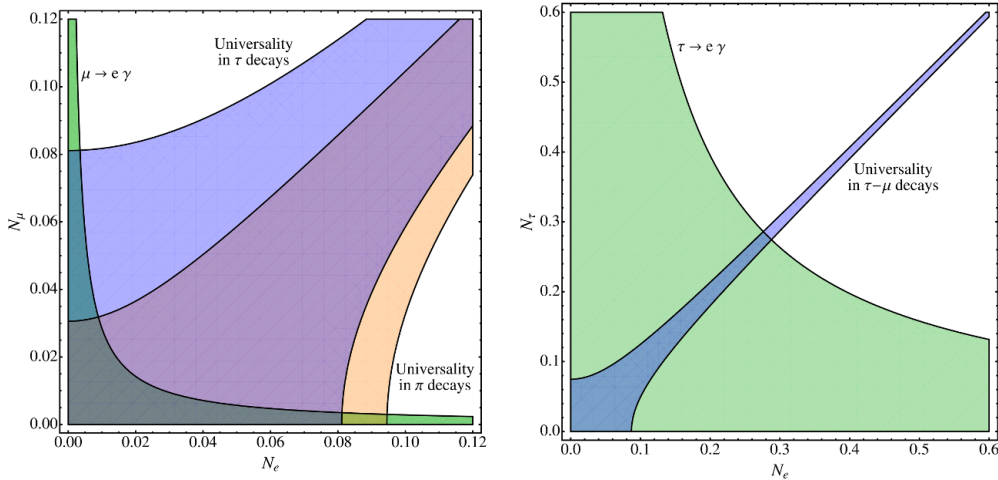 0.12
0.10
0.08
0.06
0.04
0.02
0.00
N_μ
μ → e γ
Universality
in τ decays
Universality
in π decays
0.00 0.02 0.04 0.06 0.08 0.10 0.12
N_e
0.6
0.5
0.4
0.3
0.2
0.1
0.0
N_τ
τ → e γ
Universality
in τ−μ decays
0.0 0.1 0.2 0.3 0.4 0.5 0.6
N_e